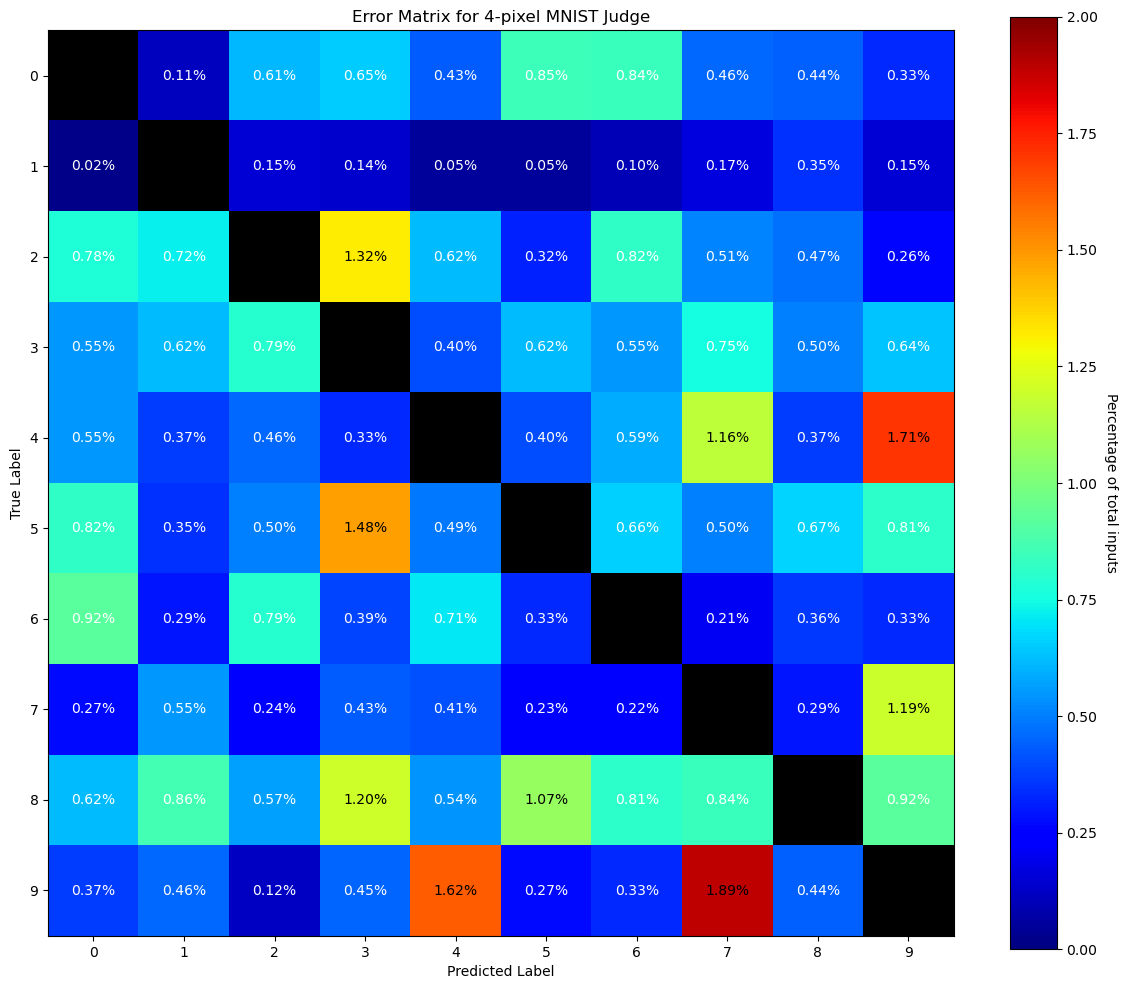 Error Matrix for 4-pixel MNIST Judge
0 0.11% 0.61% 0.65% 0.43% 0.85% 0.84% 0.46% 0.44% 0.33%
1 0.02% 0.15% 0.14% 0.05% 0.05% 0.10% 0.17% 0.35% 0.15%
2 0.78% 0.72% 1.32% 0.62% 0.32% 0.82% 0.51% 0.47% 0.26%
3 0.55% 0.62% 0.79% 0.40% 0.62% 0.55% 0.75% 0.50% 0.64%
4 0.55% 0.37% 0.46% 0.33% 0.40% 0.59% 1.16% 0.37% 1.71%
5 0.82% 0.35% 0.50% 1.48% 0.49% 0.66% 0.50% 0.67% 0.81%
6 0.92% 0.29% 0.79% 0.39% 0.71% 0.33% 0.21% 0.36% 0.33%
7 0.27% 0.55% 0.24% 0.43% 0.41% 0.23% 0.22% 0.29% 1.19%
8 0.62% 0.86% 0.57% 1.20% 0.54% 1.07% 0.81% 0.84% 0.92%
9 0.37% 0.46% 0.12% 0.45% 1.62% 0.27% 0.33% 1.89% 0.44%
0 1 2 3 4 5 6 7 8 9
Predicted Label
True Label
2.00
1.75
1.50
1.25
1.00
0.75
0.50
0.25
0.00
Percentage of total inputs